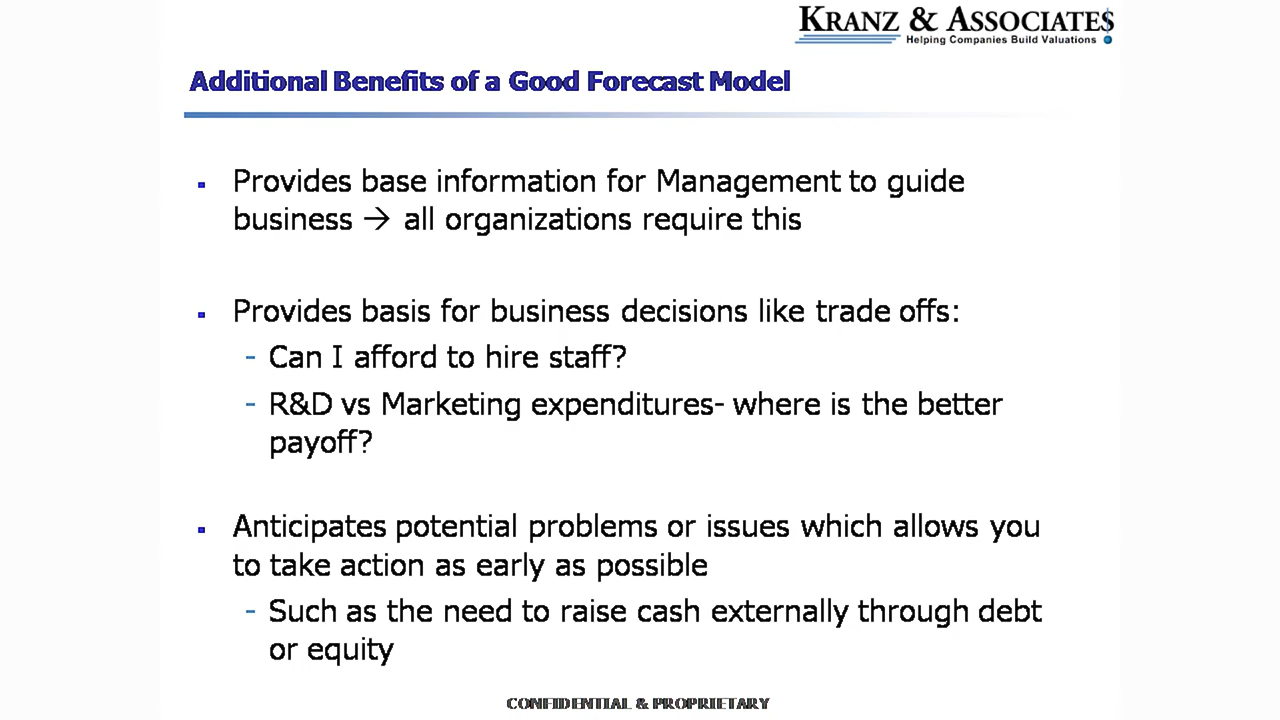 KRANZ & ASSOCIATES
Helping Companies Build Valuations
Additional Benefits of a Good Forecast Model
▪ Provides base information for Management to guide
business → all organizations require this
▪ Provides basis for business decisions like trade offs:
- Can I afford to hire staff?
- R&D vs Marketing expenditures- where is the better
payoff?
▪ Anticipates potential problems or issues which allows you
to take action as early as possible
- Such as the need to raise cash externally through debt
or equity
CONFIDENTIAL & PROPRIETARY